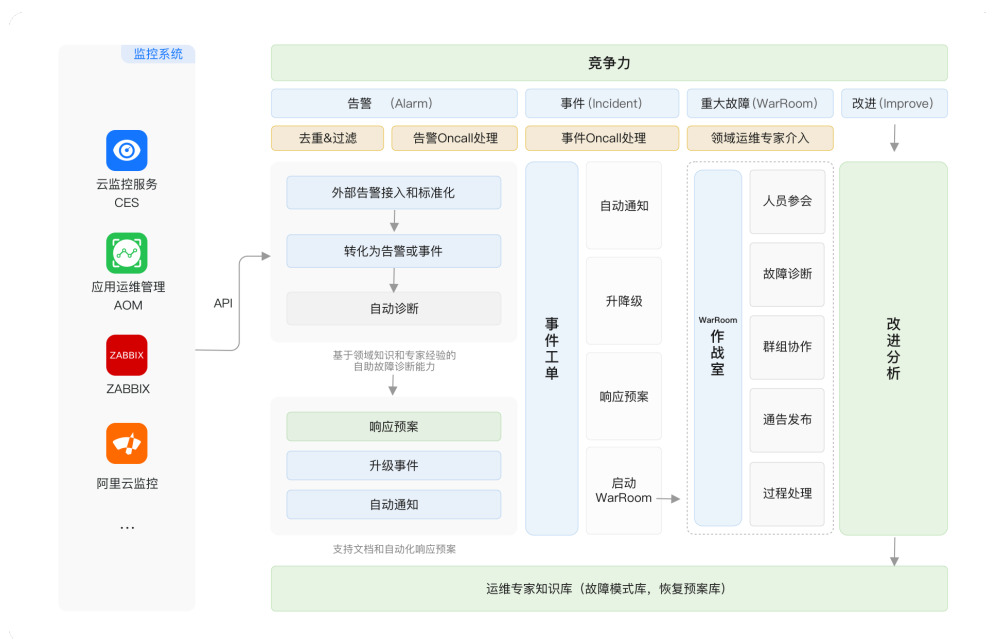 监控系统
云监控服务
CES
应用运维管理
AOM
ZABBIX
ZABBIX
阿里云监控
...
API
竞争力
告警 (Alarm)
事件 (Incident)
重大故障 (WarRoom)
改进 (Improve)
去重&过滤
告警Oncall处理
事件Oncall处理
领域运维专家介入
外部告警接入和标准化
转化为告警或事件
自动诊断
基于领域知识和专家经验的
自助故障诊断能力
响应预案
升级事件
自动通知
支持文档和自动化响应预案
事件工单
自动通知
升降级
响应预案
启动
WarRoom
WarRoom
作战室
人员参会
故障诊断
群组协作
通告发布
过程处理
改进分析
运维专家知识库（故障模式库，恢复预案库）